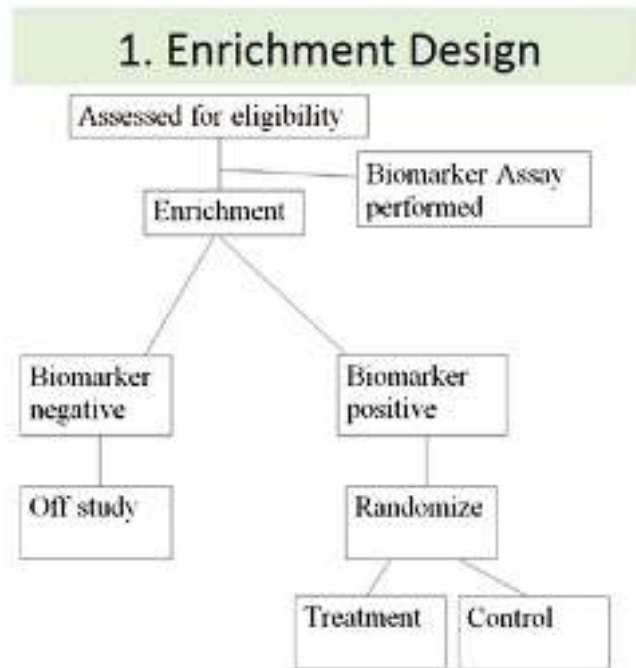 1. Enrichment Design
Assessed for eligibility
Biomarker Assay
performed
Enrichment
Biomarker
negative
Biomarker
positive
Off study
Randomize
Treatment
Control